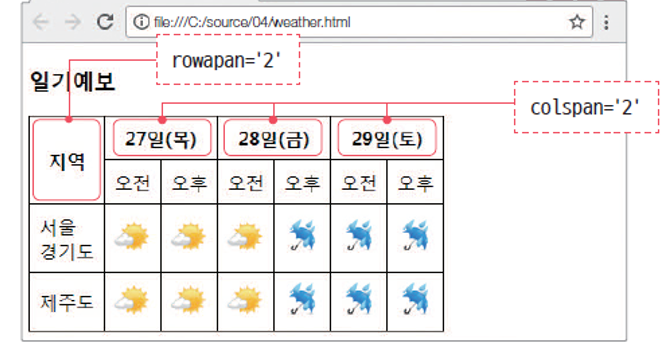 file:///C:/source/04/weather.html
rowapan='2'
일기예보
colspan='2'
지역 27일(목) 28일(금) 29일(토)
오전 오후 오전 오후 오전 오후
서울
경기도
제주도